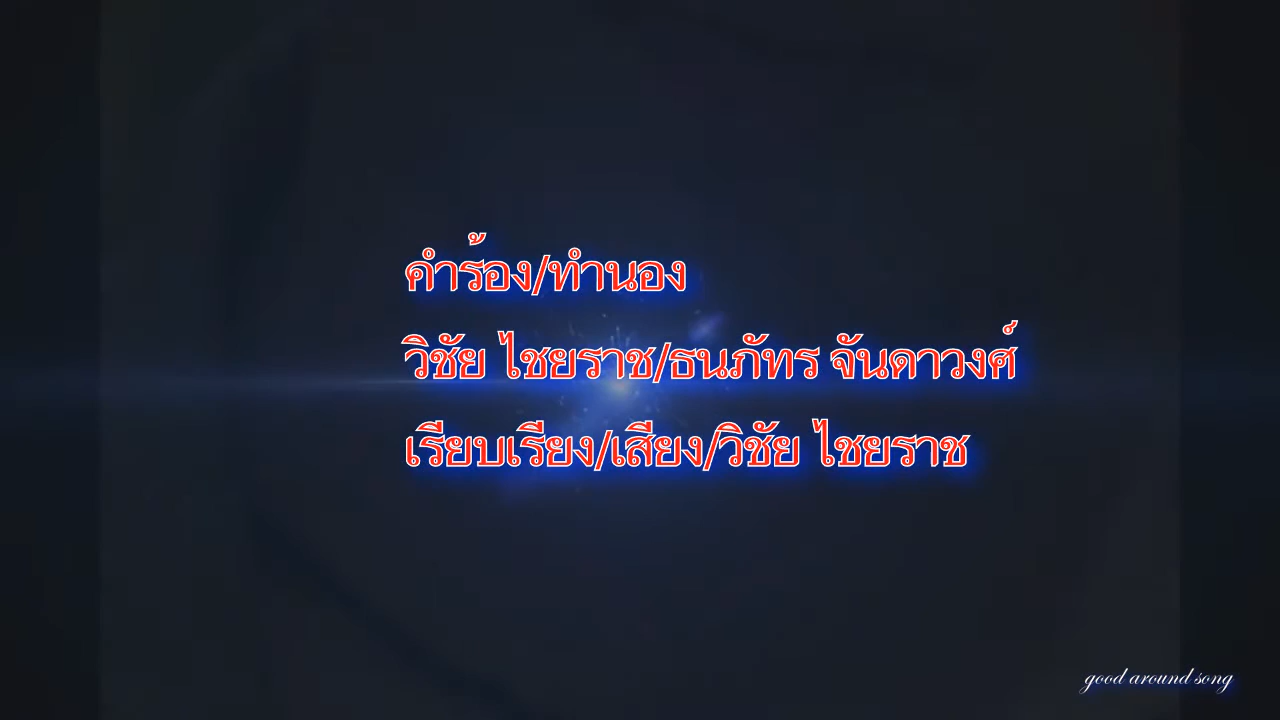 คำร้อง/ทำนอง
วิชัย ไชยราช/ธนภัทร จันดาวงศ์
เรียบเรียง/เสียง/วิชัย ไชยราช
good around song